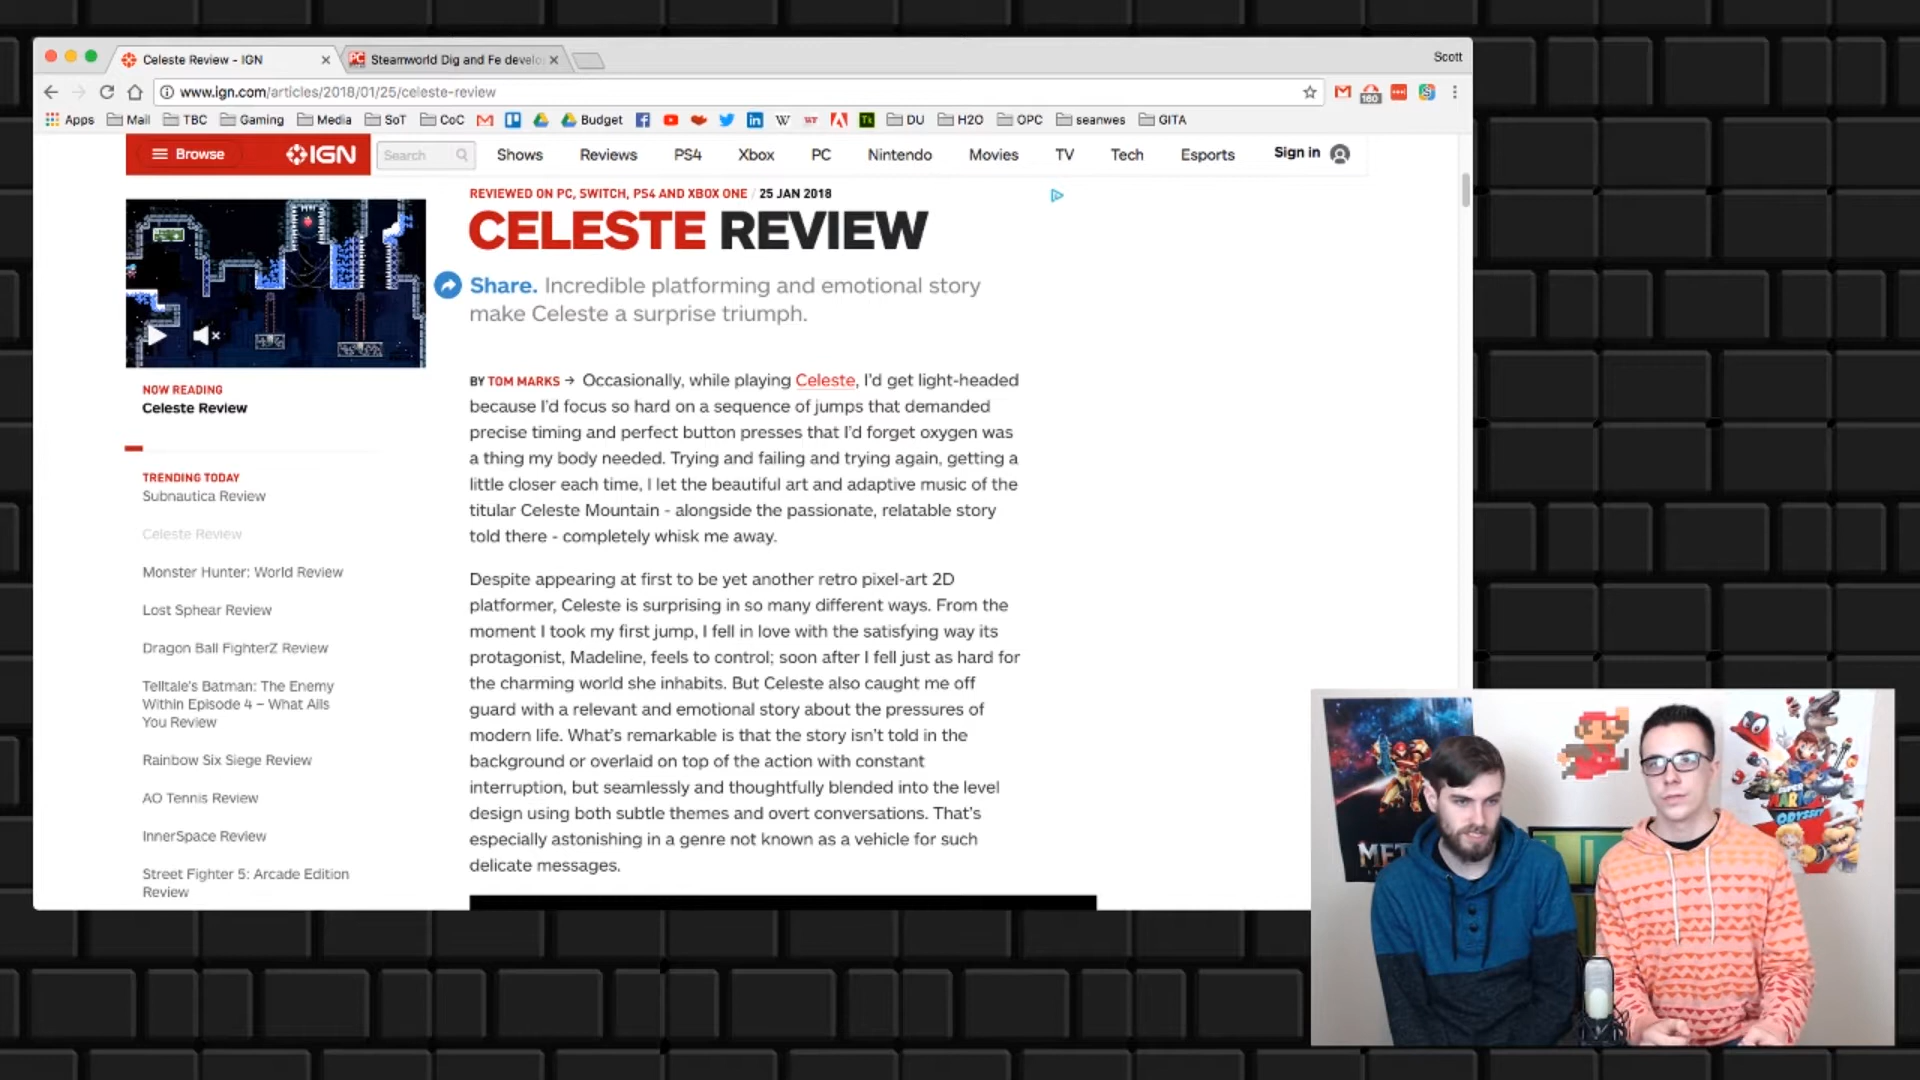 Celeste Review - IGN
Steamworld Dig and Fe develo
Scott
www.ign.com/articles/2018/01/25/celeste-review
160
Apps Mail TBC Gaming Media SoT CoC Budget DU H2O OPC seanwes GITA
Browse IGN Search Shows Reviews PS4 Xbox PC Nintendo Movies TV Tech Esports Sign in
REVIEWED ON PC, SWITCH, PS4 AND XBOX ONE / 25 JAN 2018
CELESTE REVIEW
Share. Incredible platforming and emotional story
make Celeste a surprise triumph.
NOW READING
Celeste Review
TRENDING TODAY
Subnautica Review
Celeste Review
Monster Hunter: World Review
Lost Sphear Review
Dragon Ball FighterZ Review
Telltale's Batman: The Enemy
Within Episode 4 – What Ails
You Review
Rainbow Six Siege Review
AO Tennis Review
InnerSpace Review
Street Fighter 5: Arcade Edition
Review
BY TOM MARKS → Occasionally, while playing Celeste, I'd get light-headed
because I'd focus so hard on a sequence of jumps that demanded
precise timing and perfect button presses that I'd forget oxygen was
a thing my body needed. Trying and failing and trying again, getting a
little closer each time, I let the beautiful art and adaptive music of the
titular Celeste Mountain - alongside the passionate, relatable story
told there - completely whisk me away.
Despite appearing at first to be yet another retro pixel-art 2D
platformer, Celeste is surprising in so many different ways. From the
moment I took my first jump, I fell in love with the satisfying way its
protagonist, Madeline, feels to control; soon after I fell just as hard for
the charming world she inhabits. But Celeste also caught me off
guard with a relevant and emotional story about the pressures of
modern life. What's remarkable is that the story isn't told in the
background or overlaid on top of the action with constant
interruption, but seamlessly and thoughtfully blended into the level
design using both subtle themes and overt conversations. That's
especially astonishing in a genre not known as a vehicle for such
delicate messages.
MET
SUPER
MARIO
ODYSSEY